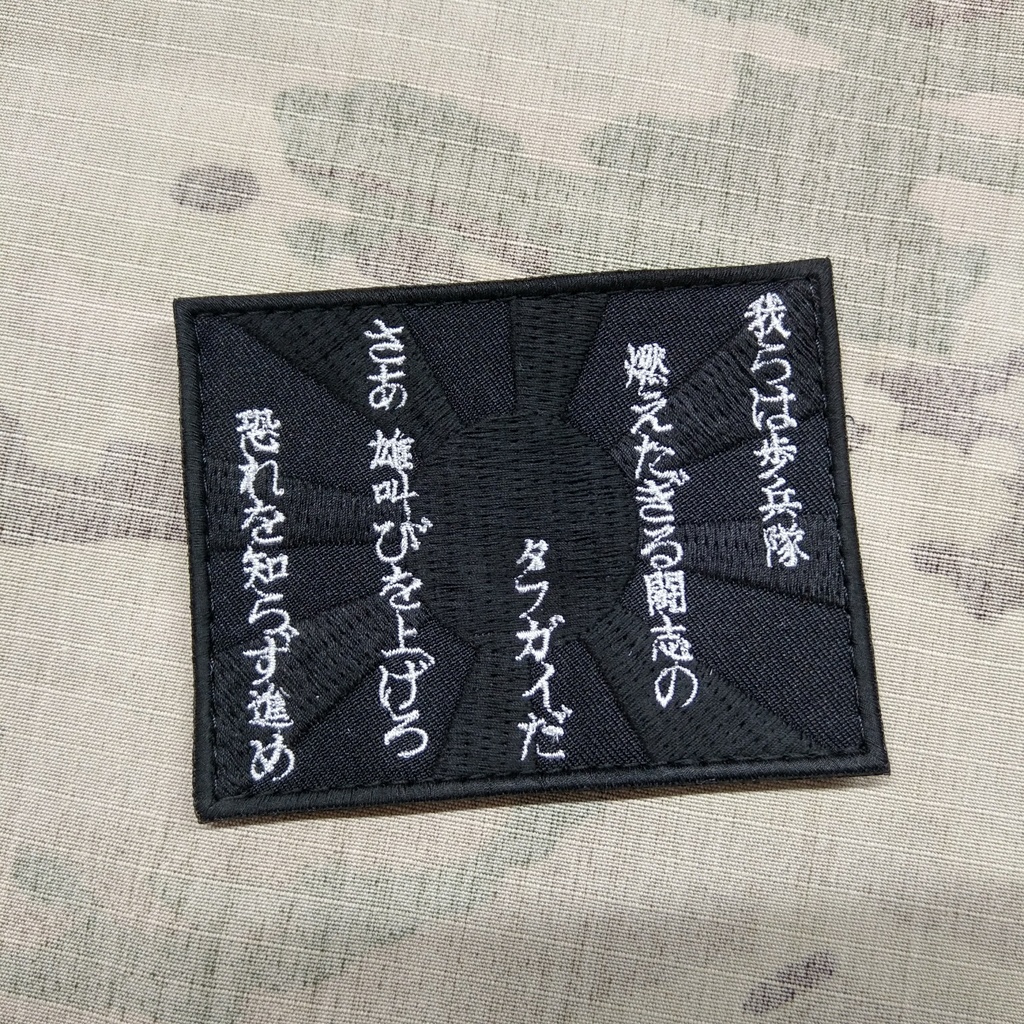 我らは歩兵隊
燃えたぎる闘志の
タフガイだ
さあ 雄叫びを上げろ
恐れを知らず進め